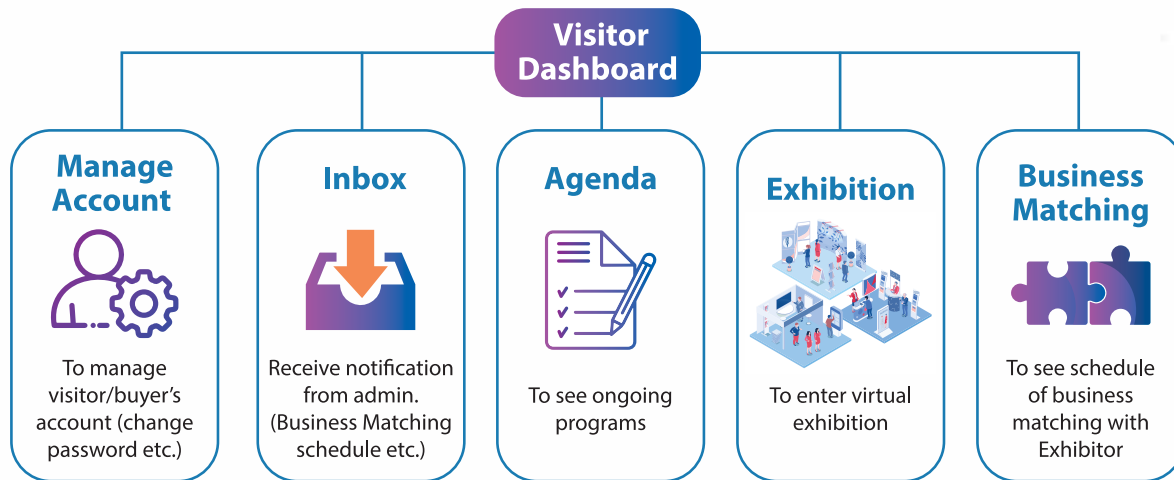 Visitor
Dashboard
Manage
Account
To manage
visitor/buyer's
account (change
password etc.)
Inbox
Receive notification
from admin.
(Business Matching
schedule etc.)
Agenda
To see ongoing
programs
Exhibition
To enter virtual
exhibition
Business
Matching
To see schedule
of business
matching with
Exhibitor